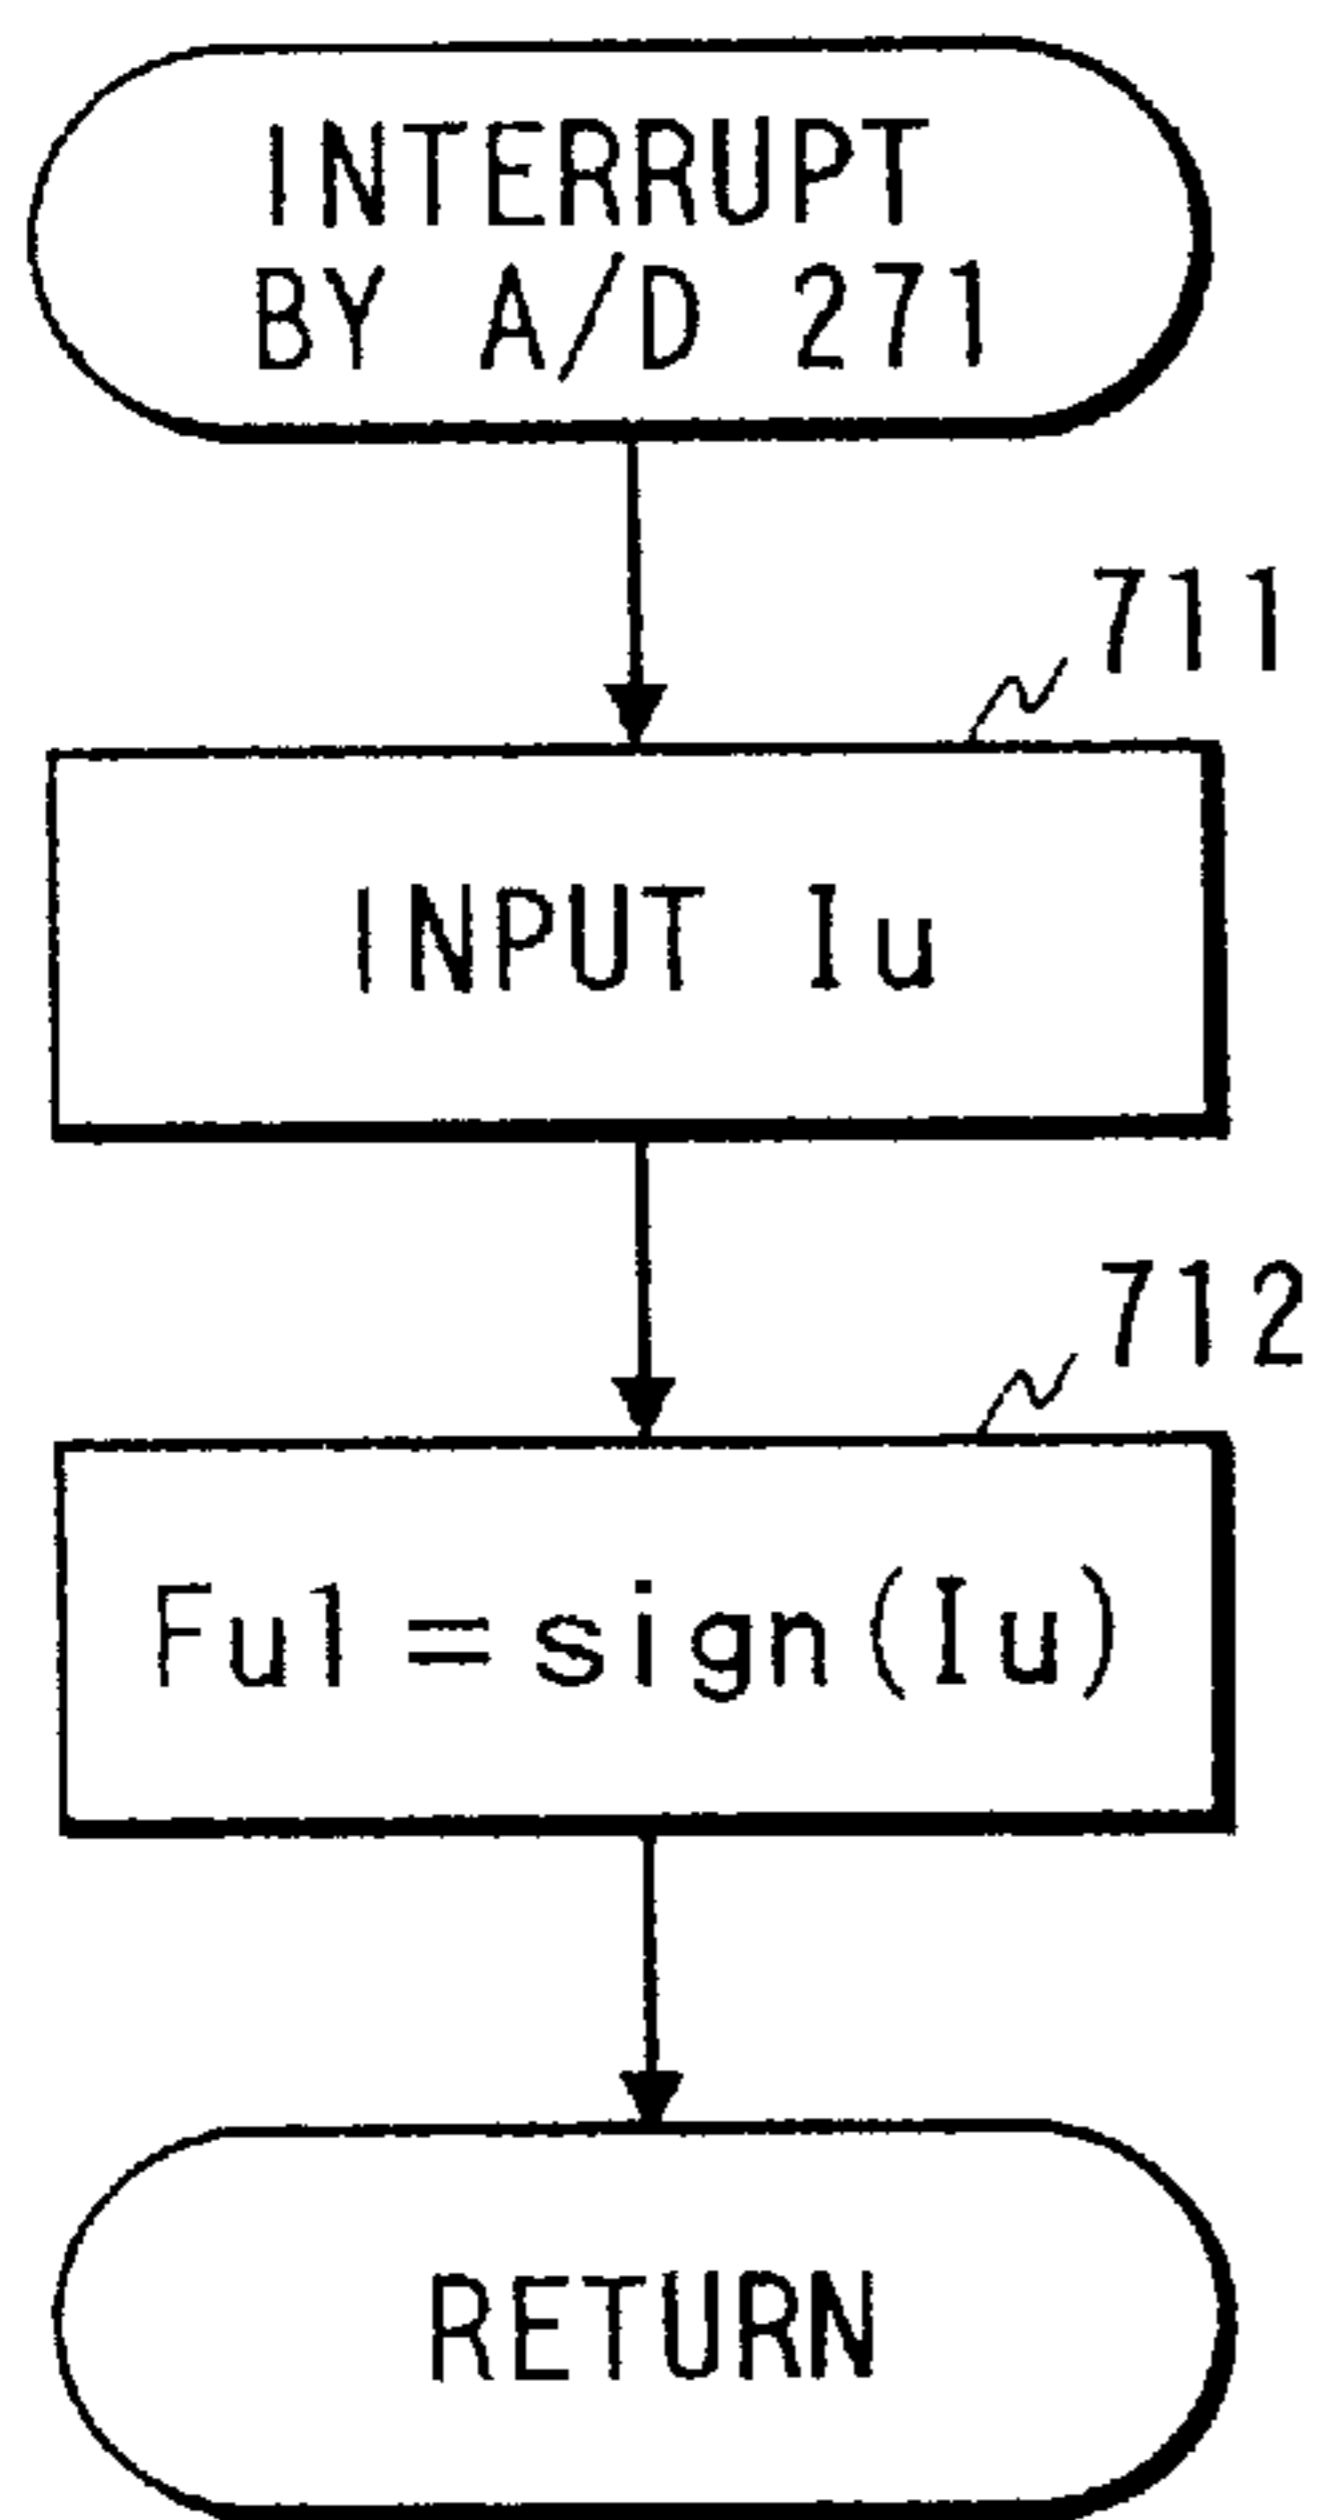 INTERRUPT
BY A/D 271
711
INPUT Iu
712
Fu1=sign(Iu)
RETURN